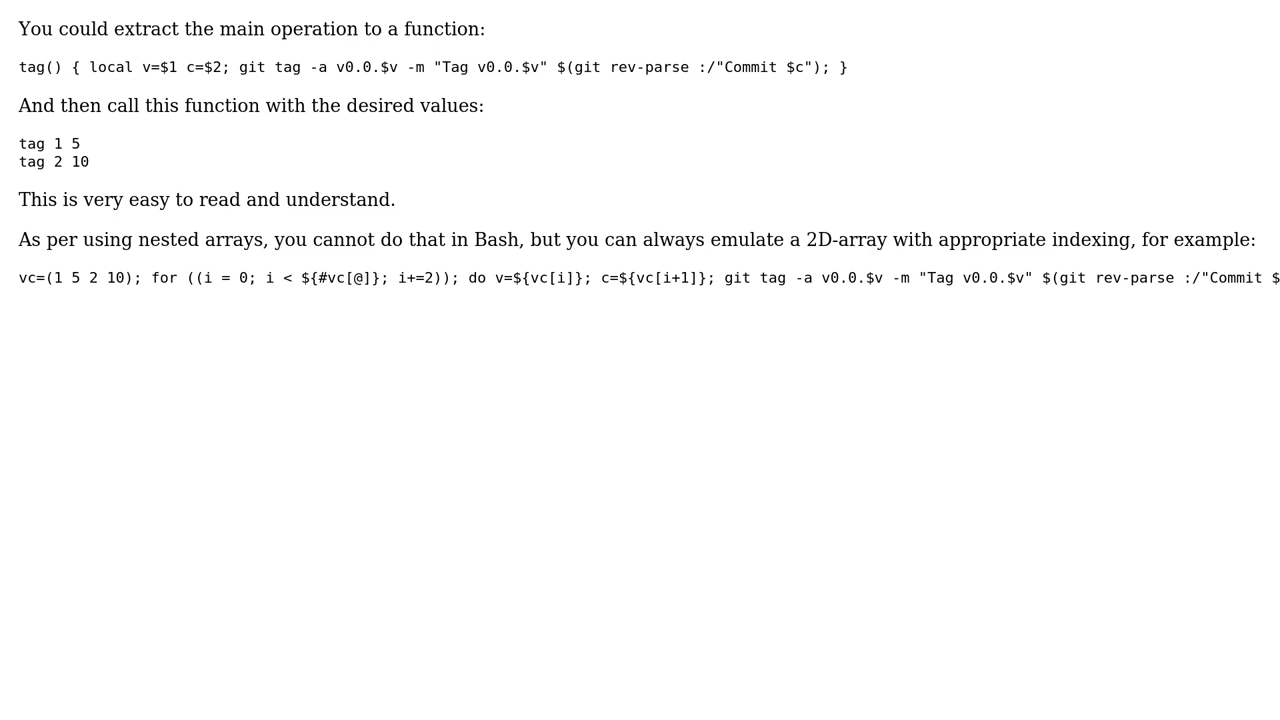 You could extract the main operation to a function:
tag() { local v=$1 c=$2; git tag -a v0.0.$v -m "Tag v0.0.$v" $(git rev-parse :/"Commit $c"); }
And then call this function with the desired values:
tag 1 5
tag 2 10
This is very easy to read and understand.
As per using nested arrays, you cannot do that in Bash, but you can always emulate a 2D-array with appropriate indexing, for example:
vc=(1 5 2 10); for ((i = 0; i < ${#vc[@]}; i+=2)); do v=${vc[i]}; c=${vc[i+1]}; git tag -a v0.0.$v -m "Tag v0.0.$v" $(git rev-parse :/"Commit $